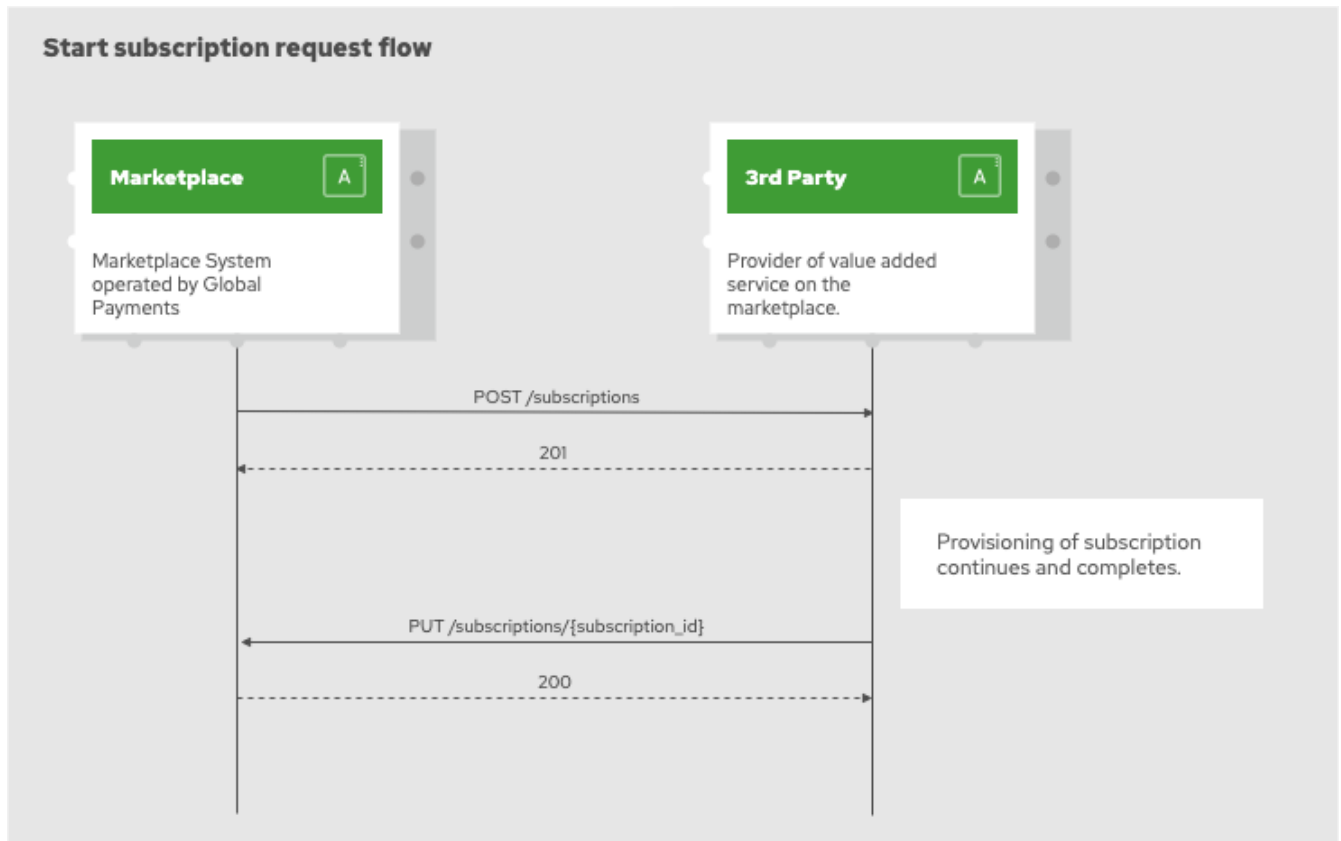 Start subscription request flow
Marketplace
A
3rd Party
A
Marketplace System
operated by Global
Payments
Provider of value added
service on the
marketplace.
POST /subscriptions
201
Provisioning of subscription
continues and completes.
PUT /subscriptions/{subscription_id}
200